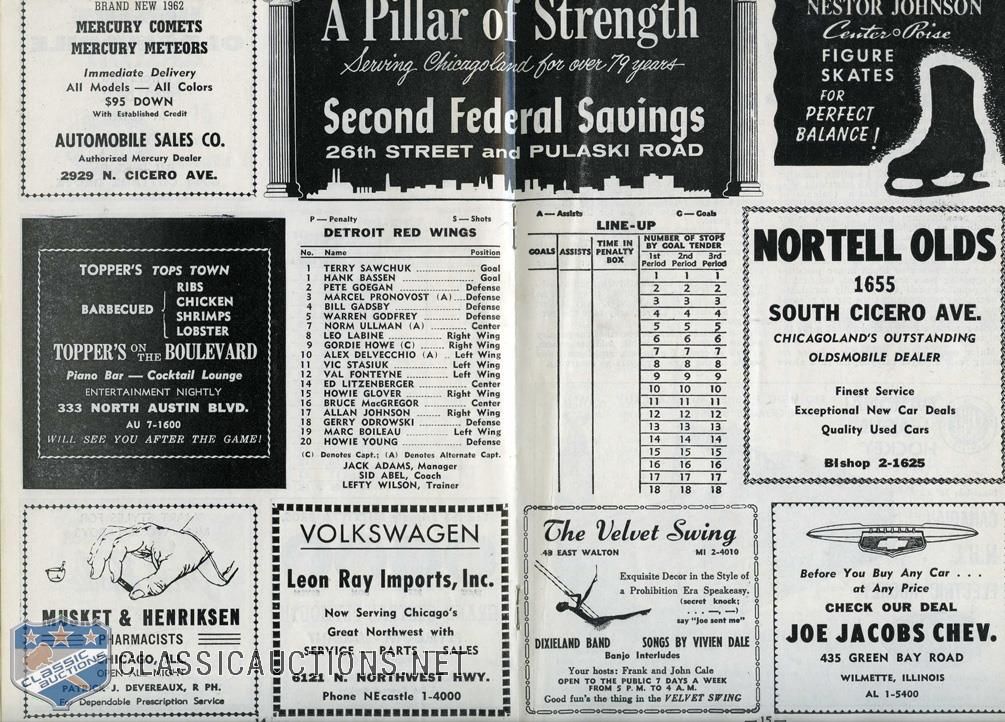 BRAND NEW 1962
MERCURY COMETS
MERCURY METEORS
Immediate Delivery
All Models — All Colors
$95 DOWN
With Established Credit
AUTOMOBILE SALES CO.
Authorized Mercury Dealer
2929 N. CICERO AVE.
A Pillar of Strength
Serving Chicagoland for over 79 years
Second Federal Savings
26th STREET and PULASKI ROAD
NESTOR JOHNSON
Center-Poise
FIGURE
SKATES
FOR
PERFECT
BALANCE!
TOPPER'S TOPS TOWN
BARBECUED
RIBS
CHICKEN
SHRIMPS
LOBSTER
TOPPER'S ON THE BOULEVARD
Piano Bar — Cocktail Lounge
ENTERTAINMENT NIGHTLY
333 NORTH AUSTIN BLVD.
AU 7-1600
WILL SEE YOU AFTER THE GAME!
P — Penalty S — Shots
DETROIT RED WINGS
No. Name Position
1 TERRY SAWCHUK Goal
1 HANK BASSEN Goal
2 PETE GOEGAN Defense
3 MARCEL PRONOVOST (A) Defense
4 BILL GADSBY Defense
5 WARREN GODFREY Defense
7 NORM ULLMAN (A) Center
8 LEO LABINE Right Wing
9 GORDIE HOWE (C) Right Wing
10 ALEX DELVECCHIO (A) Left Wing
11 VIC STASIUK Left Wing
12 VAL FONTEYNE Left Wing
14 ED LITZENBERGER Center
15 HOWIE GLOVER Right Wing
16 BRUCE MacGREGOR Center
17 ALLAN JOHNSON Right Wing
18 GERRY ODROWSKI Defense
19 MARC BOILEAU Left Wing
20 HOWIE YOUNG Defense
(C) Denotes Capt.; (A) Denotes Alternate Capt.
JACK ADAMS, Manager
SID ABEL, Coach
LEFTY WILSON, Trainer
A — Assists G — Goals
LINE-UP
GOALS ASSISTS TIME IN PENALTY BOX
NUMBER OF STOPS
BY GOAL TENDER
1st Period 2nd Period 3rd Period
1 1 1
2 2 2
3 3 3
4 4 4
5 5 5
6 6 6
7 7 7
8 8 8
9 9 9
10 10 10
11 11 11
12 12 12
13 13 13
14 14 14
15 15 15
16 16 16
17 17 17
18 18 18
NORTELL OLDS
1655
SOUTH CICERO AVE.
CHICAGOLAND'S OUTSTANDING
OLDSMOBILE DEALER
Finest Service
Exceptional New Car Deals
Quality Used Cars
BIshop 2-1625
MUSKET & HENRIKSEN
PHARMACISTS
CHICAGO, ILL.
OPEN ALL NIGHT
PATRICK J. DEVEREAUX, R PH.
For Dependable Prescription Service
VOLKSWAGEN
Leon Ray Imports, Inc.
Now Serving Chicago's
Great Northwest with
SERVICE - PARTS - SALES
6121 N. NORTHWEST HWY.
Phone NEcastle 1-4000
The Velvet Swing
43 EAST WALTON MI 2-4010
Exquisite Decor in the Style of
a Prohibition Era Speakeasy.
(secret knock;
. . . —, —)
say "Joe sent me"
DIXIELAND BAND SONGS BY VIVIEN DALE
Banjo Interludes
Your hosts: Frank and John Cale
OPEN TO THE PUBLIC 7 DAYS A WEEK
FROM 5 P.M. TO 4 A.M.
Good fun's the thing in the VELVET SWING
Before You Buy Any Car . . .
at Any Price
CHECK OUR DEAL
JOE JACOBS CHEV.
435 GREEN BAY ROAD
WILMETTE, ILLINOIS
AL 1-5400
CLASSIC AUCTIONS
CLASSICAUCTIONS.NET
14
— 15 —